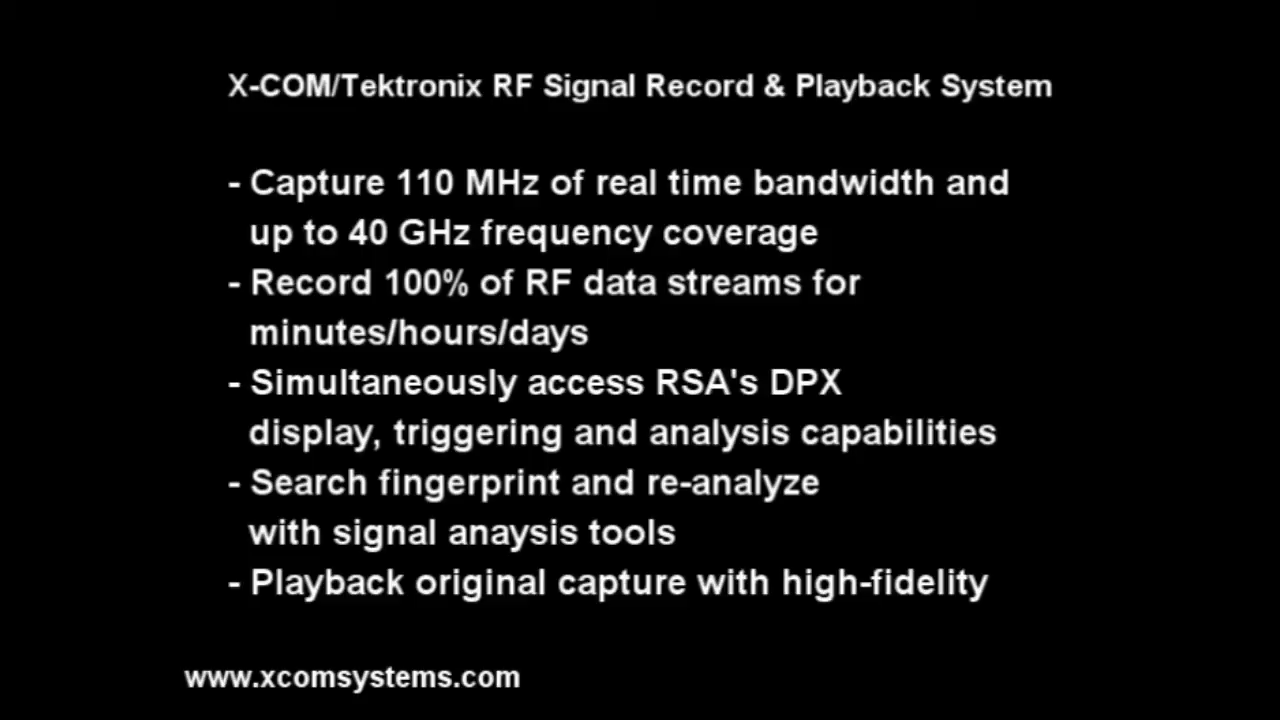 X-COM/Tektronix RF Signal Record & Playback System
- Capture 110 MHz of real time bandwidth and
up to 40 GHz frequency coverage
- Record 100% of RF data streams for
minutes/hours/days
- Simultaneously access RSA's DPX
display, triggering and analysis capabilities
- Search fingerprint and re-analyze
with signal anaysis tools
- Playback original capture with high-fidelity
www.xcomsystems.com